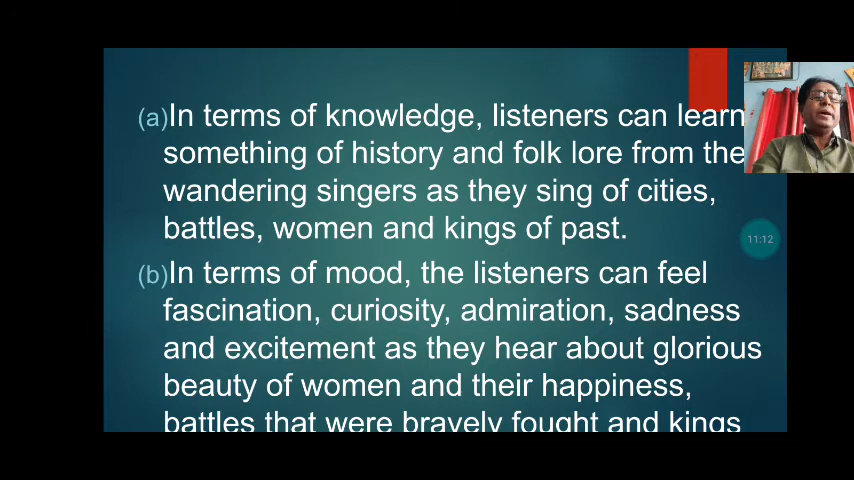 (a)In terms of knowledge, listeners can learn
something of history and folk lore from the
wandering singers as they sing of cities,
battles, women and kings of past.
11:12
(b)In terms of mood, the listeners can feel
fascination, curiosity, admiration, sadness
and excitement as they hear about glorious
beauty of women and their happiness,
battles that were bravely fought and kings